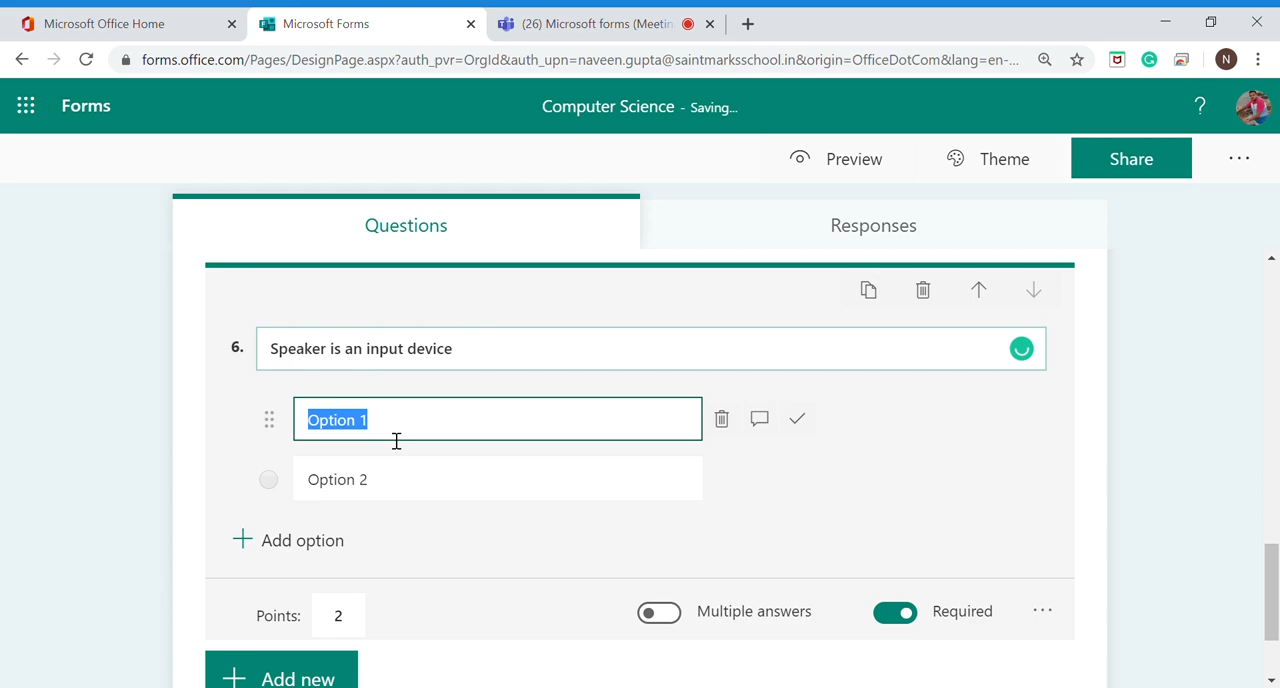 Microsoft Office Home
Microsoft Forms
(26) Microsoft forms (Meetin
forms.office.com/Pages/DesignPage.aspx?auth_pvr=OrgId&auth_upn=naveen.gupta@saintmarksschool.in&origin=OfficeDotCom&lang=en-...
N
Forms
Computer Science - Saving...
?
Preview
Theme
Share
Questions
Responses
6.
Speaker is an input device
Option 1
Option 2
Add option
Points:
2
Multiple answers
Required
Add new